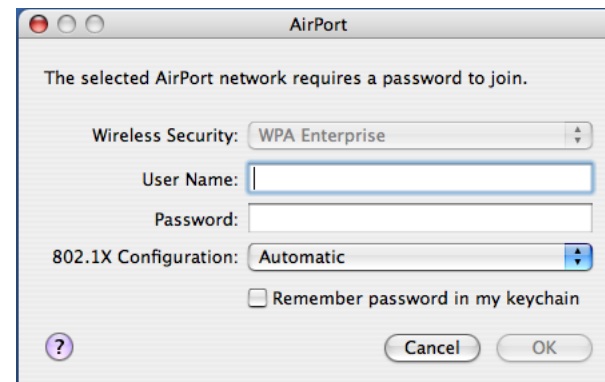 AirPort
The selected AirPort network requires a password to join.
Wireless Security: WPA Enterprise
User Name:
Password:
802.1X Configuration: Automatic
Remember password in my keychain
? Cancel OK